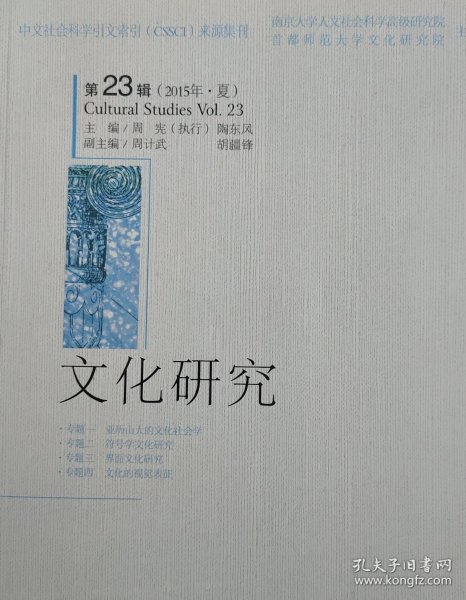 中文社会科学引文索引（CSSCI）来源集刊
南京大学人文社会科学高级研究院
首都师范大学文化研究院
主
第23辑（2015年·夏）
Cultural Studies Vol. 23
主 编/周 宪（执行） 陶东风
副主编/周计武 胡疆锋
文化研究
·专题一 亚历山大的文化社会学
·专题二 符号学文化研究
·专题三 界面文化研究
·专题四 文化的视觉表征
孔夫子旧书网
www.kongfz.com